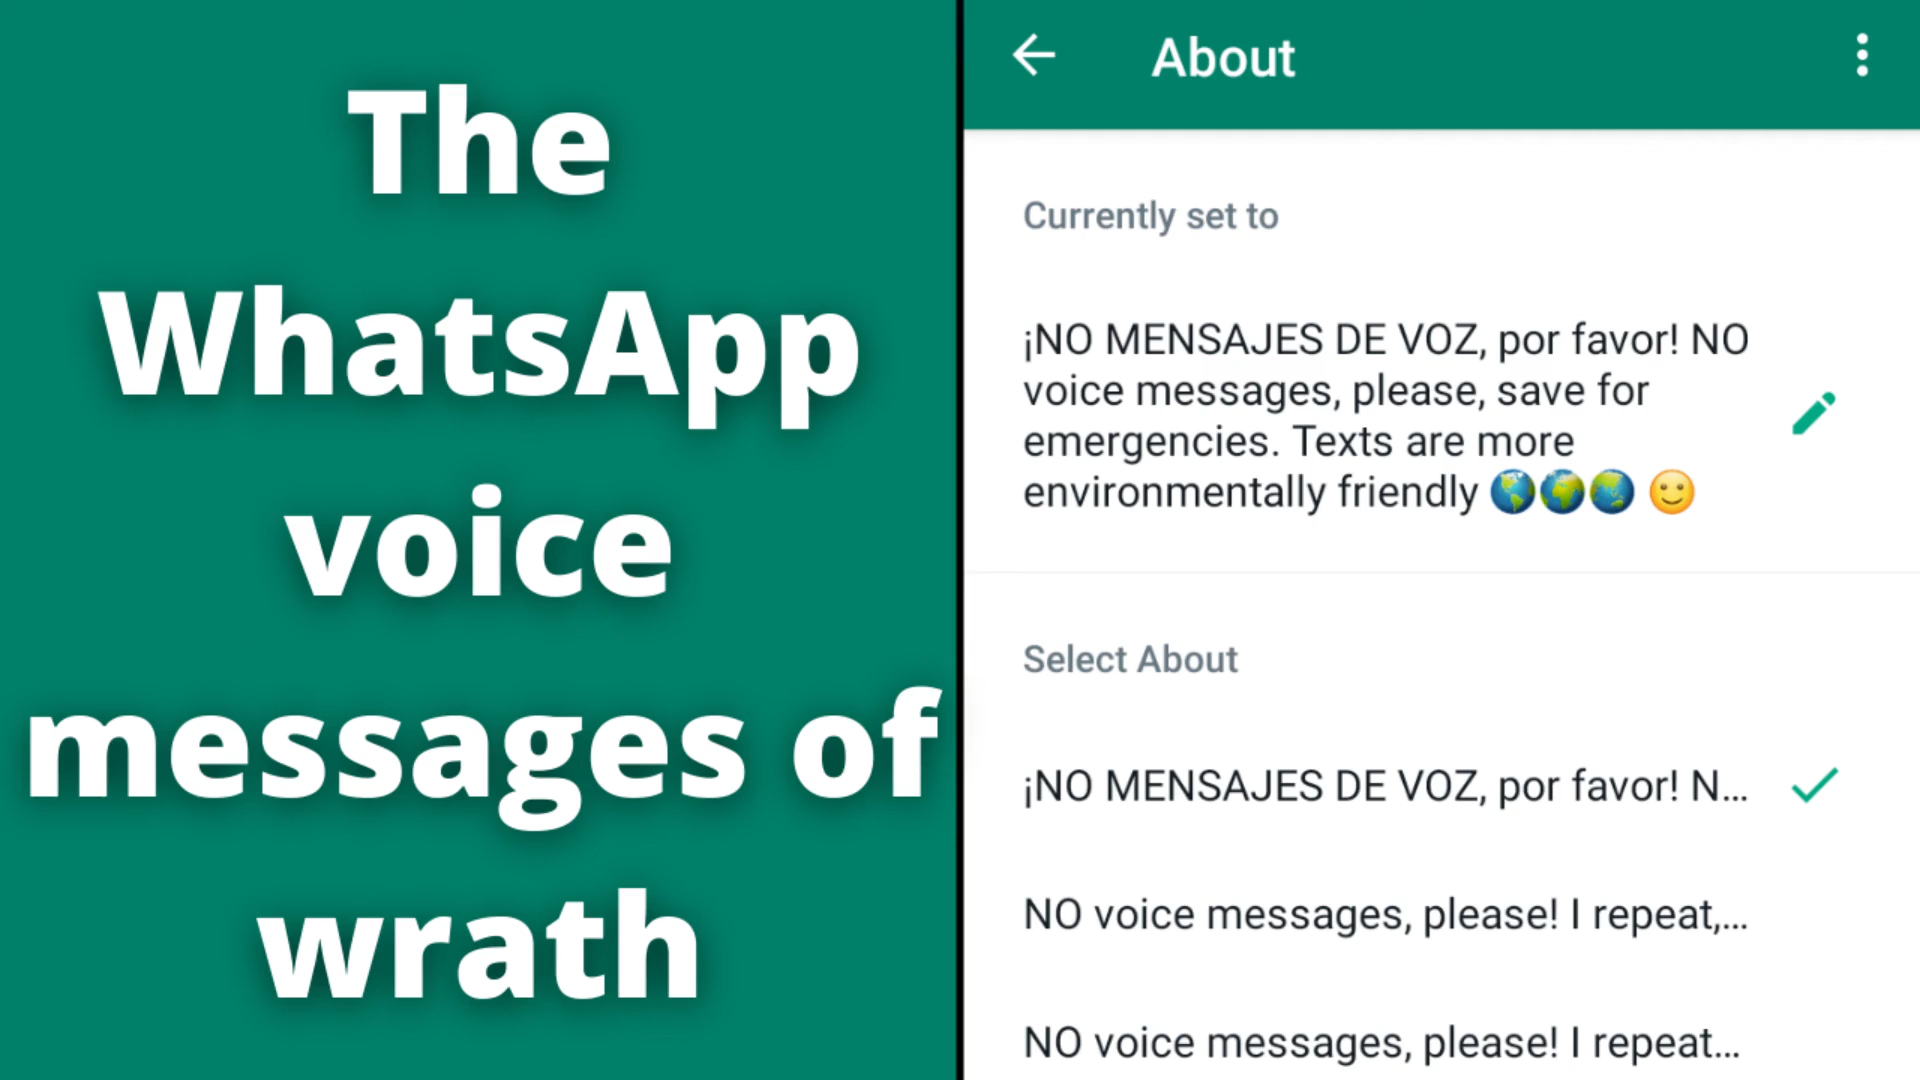 The
WhatsApp
voice
messages of
wrath
About
Currently set to
¡NO MENSAJES DE VOZ, por favor! NO
voice messages, please, save for
emergencies. Texts are more
environmentally friendly 🌎🌍🌏 🙂
Select About
¡NO MENSAJES DE VOZ, por favor! N...
NO voice messages, please! I repeat,...
NO voice messages, please! I repeat...